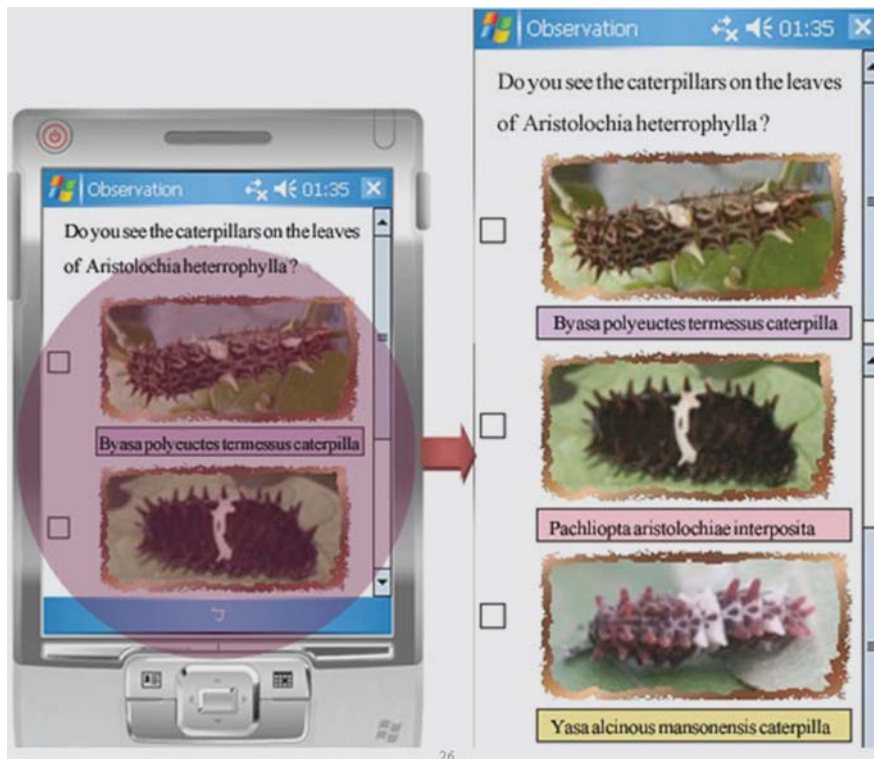 Observation 01:35
Do you see the caterpillars on the leaves
of Aristolochia heterrophylla?
Byasa polyeuctes termessus caterpilla
Observation 01:35
Do you see the caterpillars on the leaves
of Aristolochia heterrophylla?
Byasa polyeuctes termessus caterpilla
Pachliopta aristolochiae interposita
Yasa alcinous mansonensis caterpilla
26